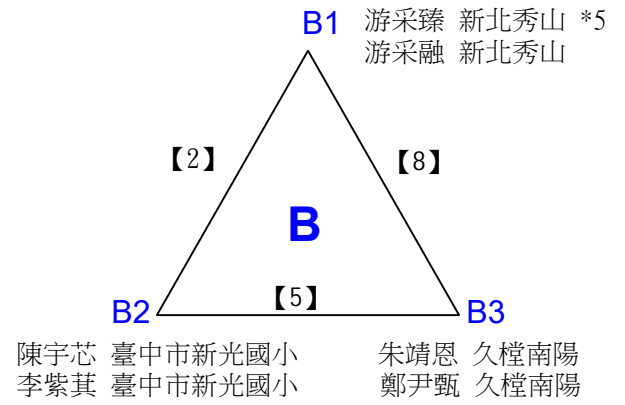 B1 游采臻 新北秀山 *5
游采融 新北秀山
【2】 【8】
B
【5】
B2 B3
陳宇芯 臺中市新光國小 朱靖恩 久樘南陽
李紫萁 臺中市新光國小 鄭尹甄 久樘南陽